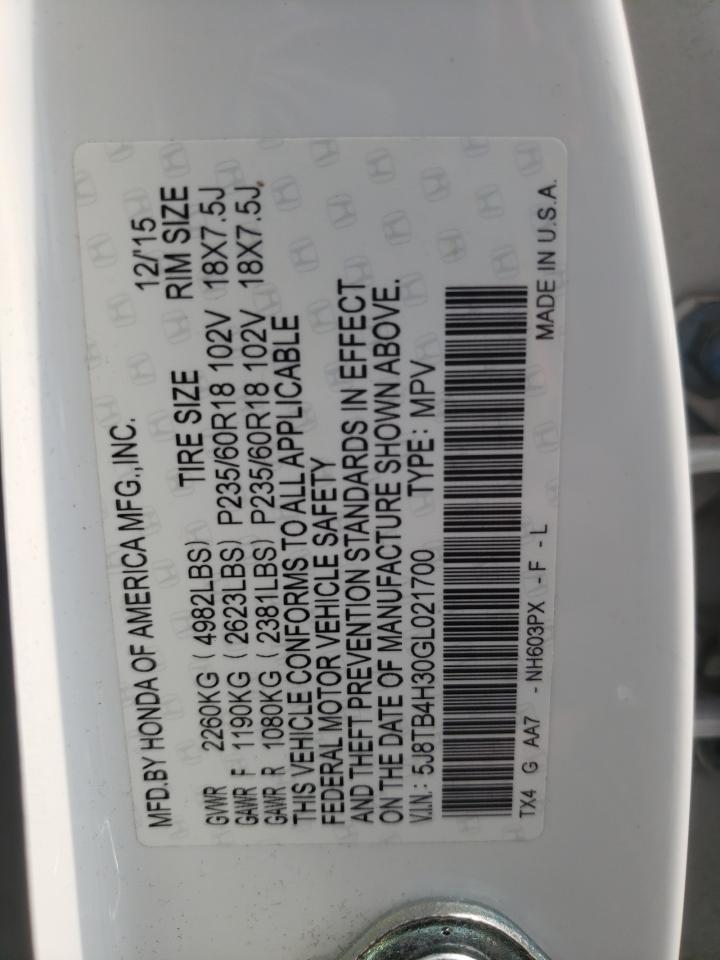 MFD.BY HONDA OF AMERICA MFG.,INC. 12/'15
GVWR 2260KG (4982LBS) TIRE SIZE RIM SIZE
GAWR F 1190KG (2623LBS) P235/60R18 102V 18X7.5J
GAWR R 1080KG (2381LBS) P235/60R18 102V 18X7.5J
THIS VEHICLE CONFORMS TO ALL APPLICABLE
FEDERAL MOTOR VEHICLE SAFETY
AND THEFT PREVENTION STANDARDS IN EFFECT
ON THE DATE OF MANUFACTURE SHOWN ABOVE.
V.I.N.: 5J8TB4H30GL021700 TYPE: MPV
TX4 G AA7 -NH603PX -F -L MADE IN U.S.A.